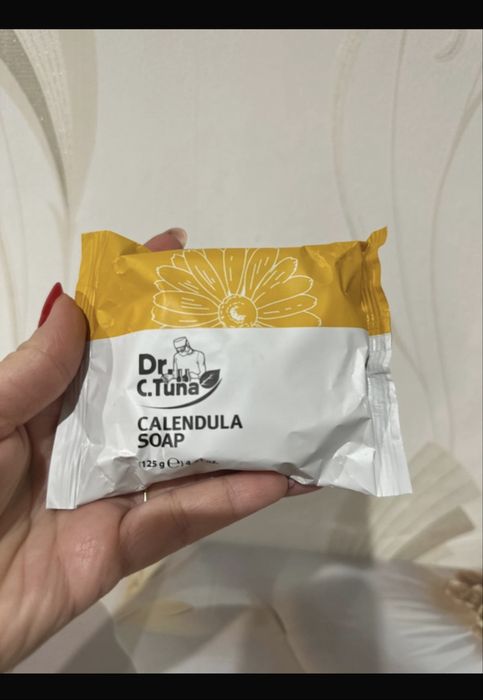 Dr.
C.Tuna
CALENDULA
SOAP
(125 g ℮)